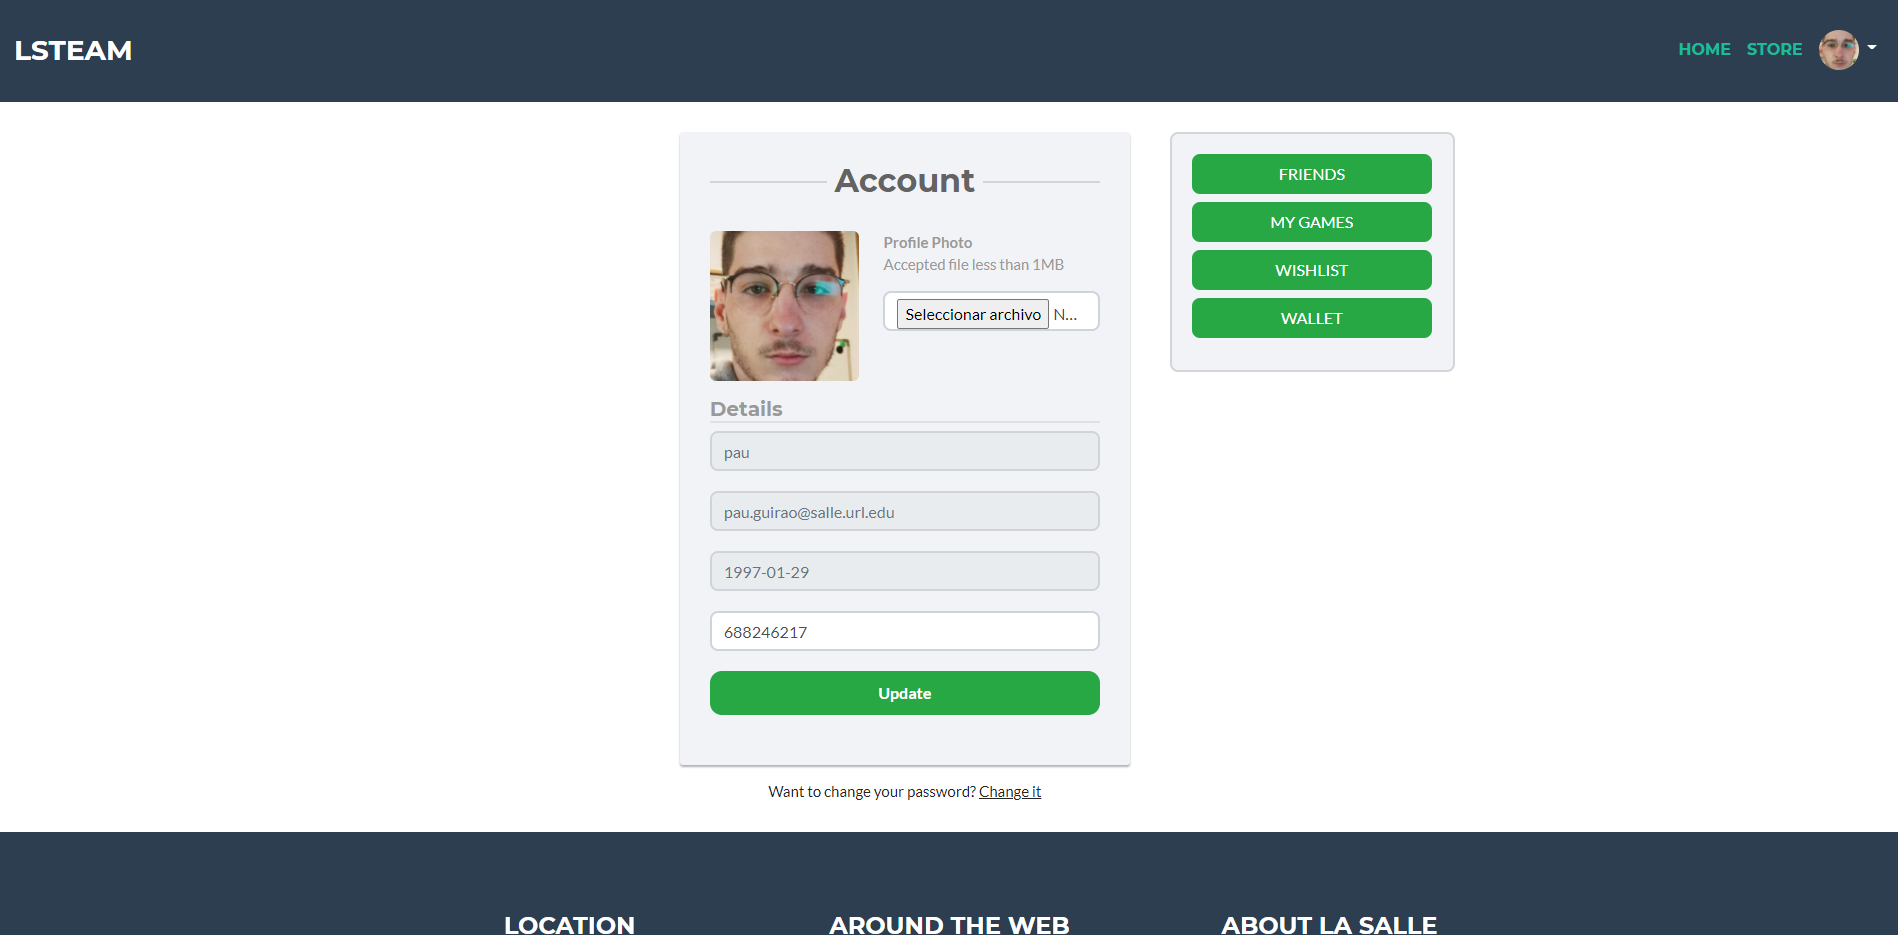 LSTEAM
HOME STORE
Account
Profile Photo
Accepted file less than 1MB
Seleccionar archivo N...
Details
pau
pau.guirao@salle.url.edu
1997-01-29
688246217
Update
Want to change your password? Change it
FRIENDS
MY GAMES
WISHLIST
WALLET
LOCATION
AROUND THE WEB
ABOUT LA SALLE